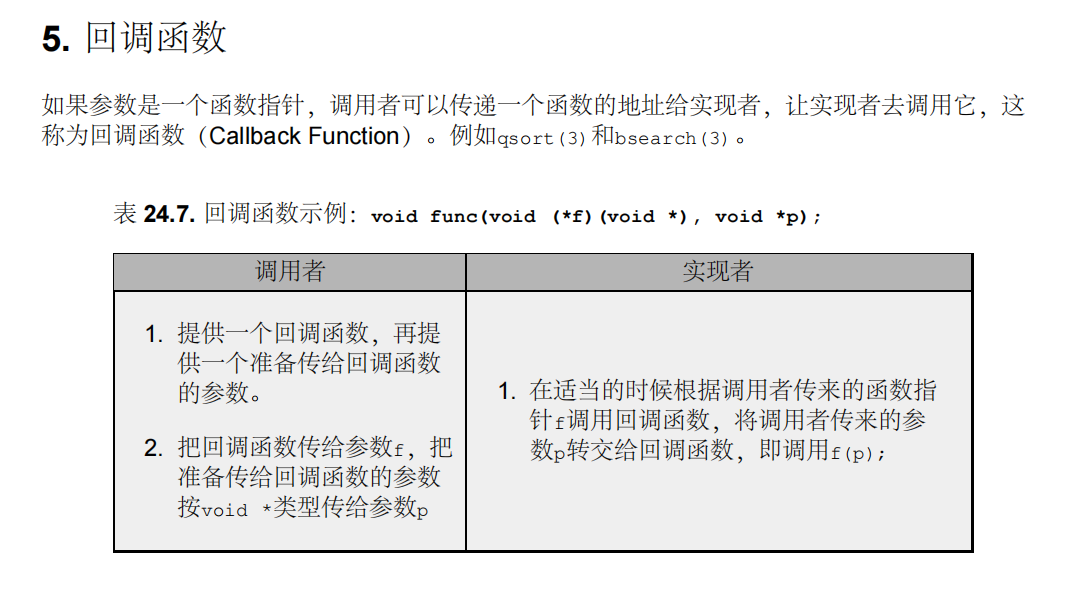 5. 回调函数
如果参数是一个函数指针，调用者可以传递一个函数的地址给实现者，让实现者去调用它，这
称为回调函数（Callback Function）。例如qsort(3)和bsearch(3)。
表 24.7. 回调函数示例：void func(void (*f)(void *), void *p);
调用者
实现者
1. 提供一个回调函数，再提
供一个准备传给回调函数
的参数。
2. 把回调函数传给参数f，把
准备传给回调函数的参数
按void *类型传给参数p
1. 在适当的时候根据调用者传来的函数指
针f调用回调函数，将调用者传来的参
数p转交给回调函数，即调用f(p);